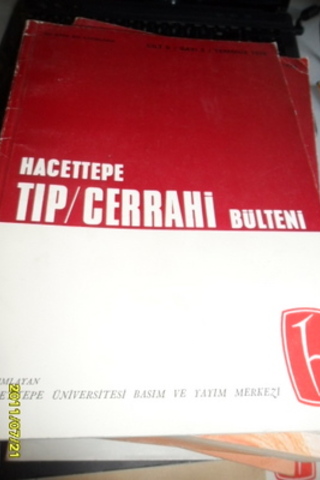 HACETTEPE
TIP/CERRAHİ BÜLTENİ
h
ÜNİVERSİTESİ BASIM VE YAYIM MERKEZİ
2011/07/21